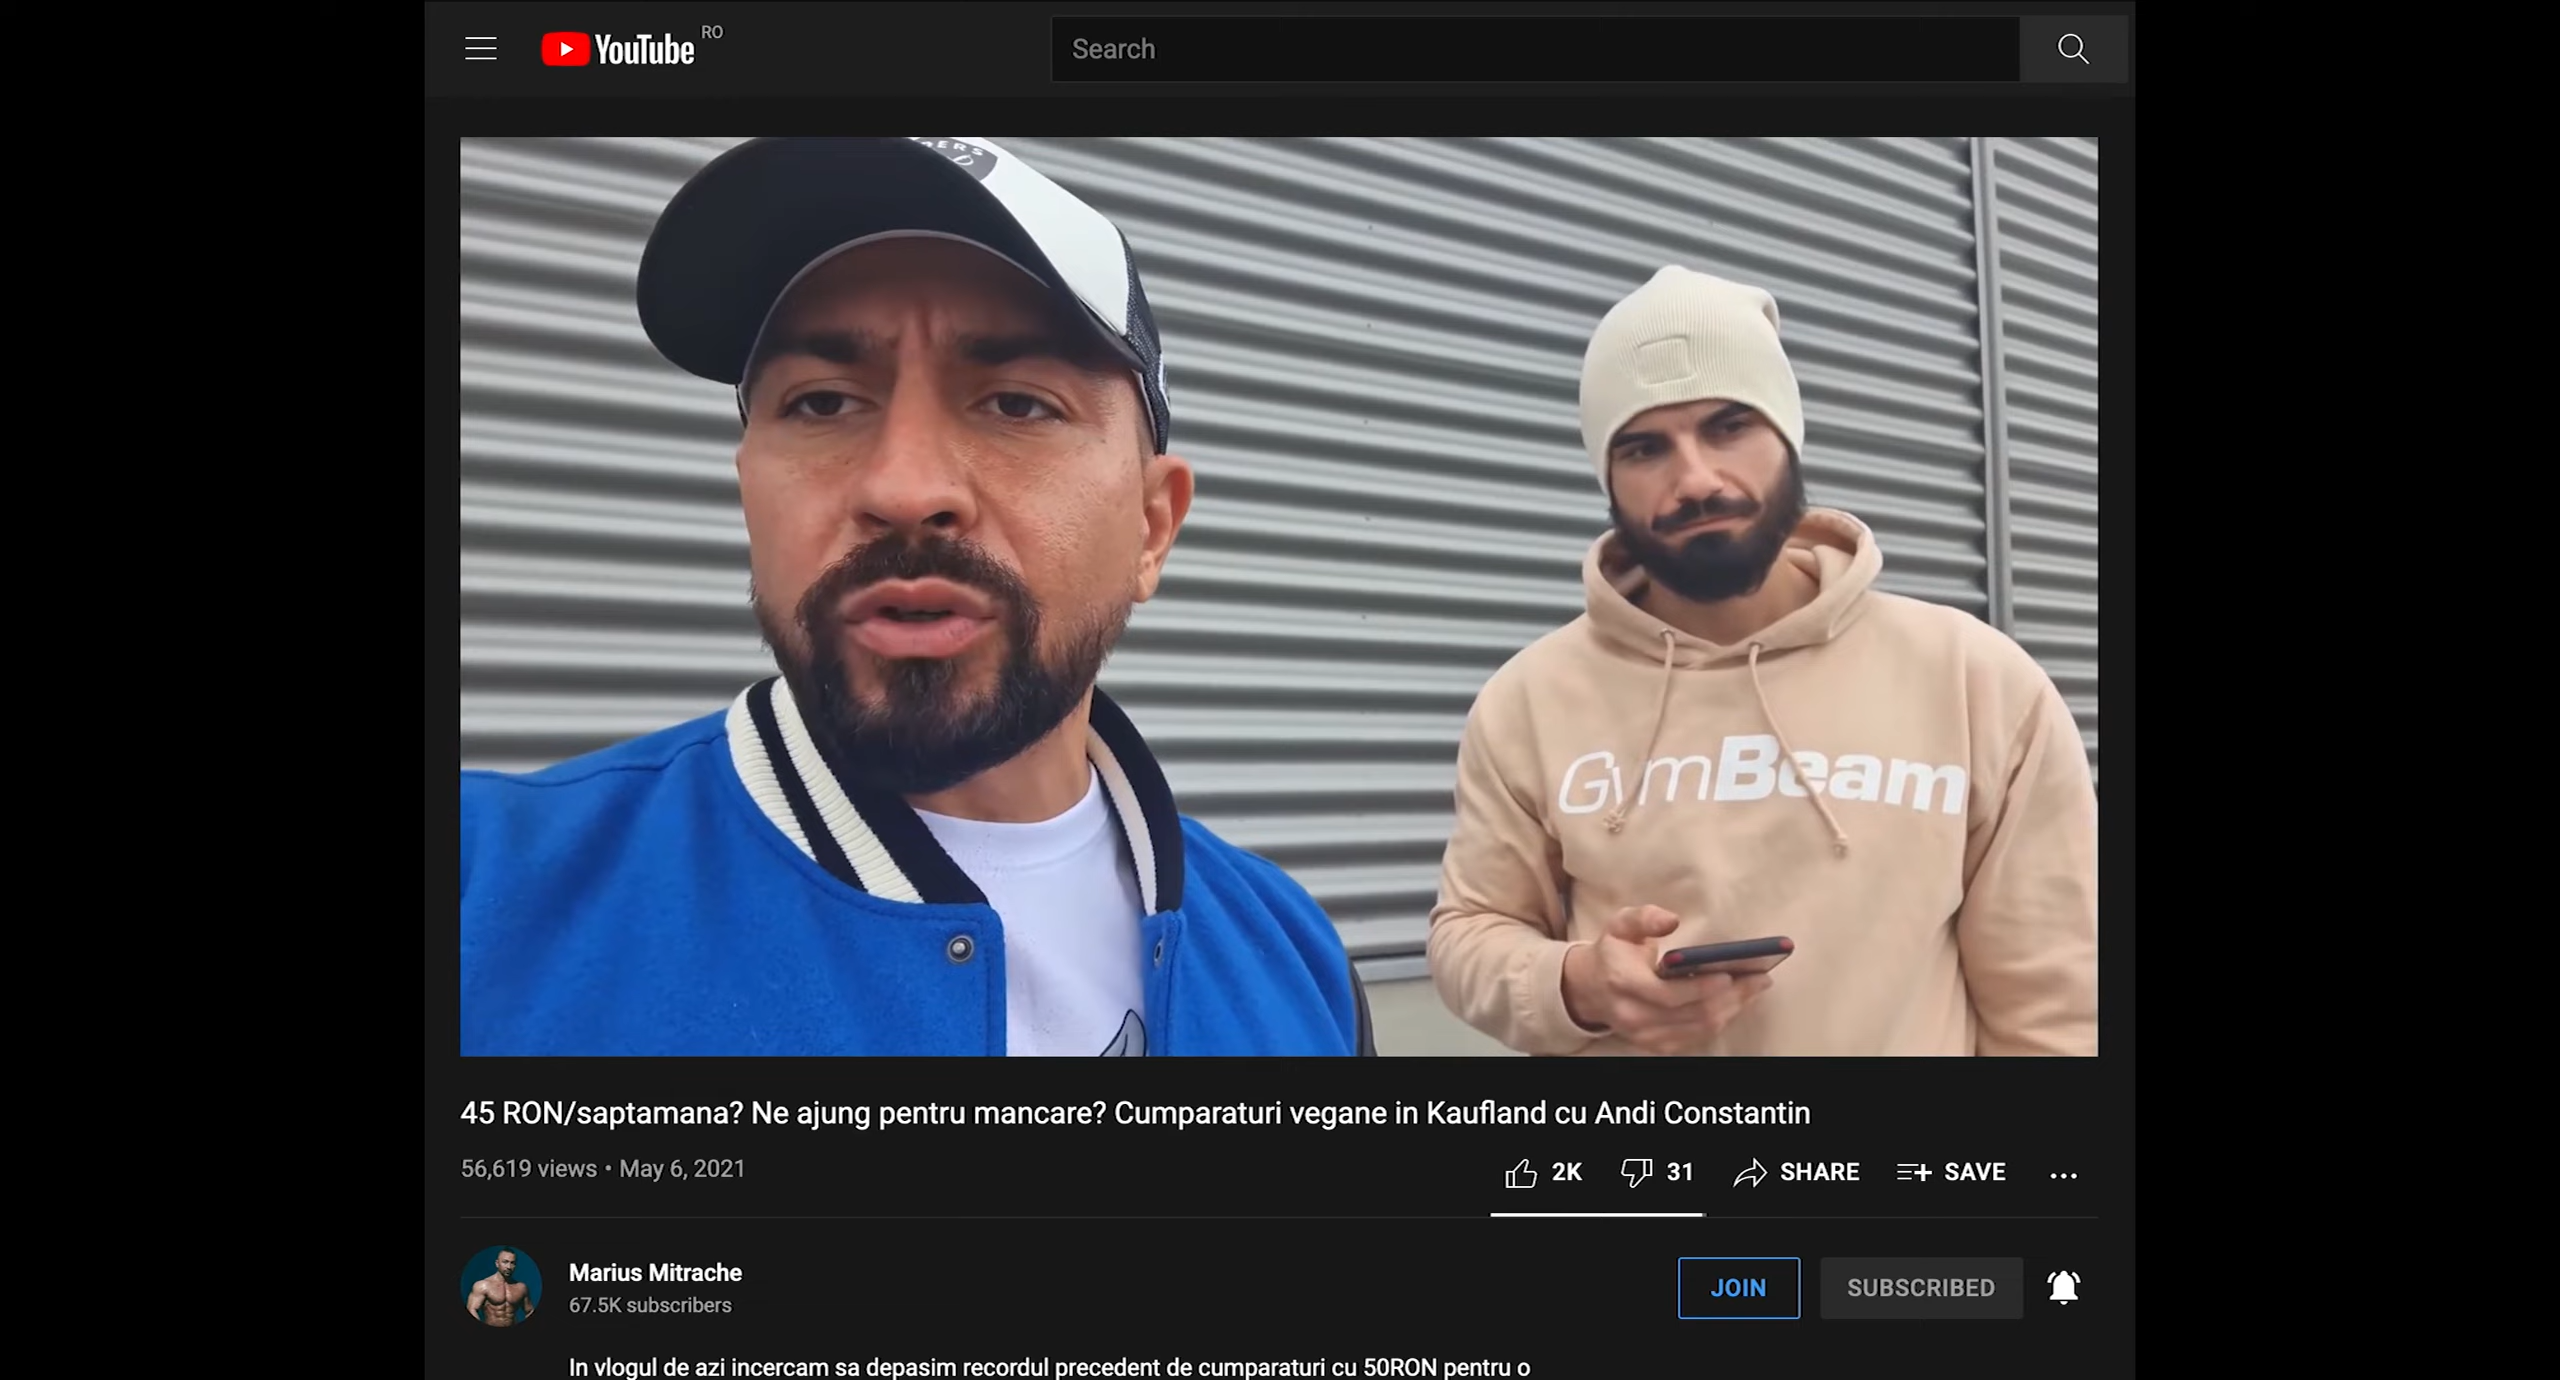 YouTube RO
Search
GymBeam
45 RON/saptamana? Ne ajung pentru mancare? Cumparaturi vegane in Kaufland cu Andi Constantin
56,619 views • May 6, 2021
2K 31 SHARE SAVE ...
Marius Mitrache
67.5K subscribers
JOIN SUBSCRIBED
In vlogul de azi incercam sa depasim recordul precedent de cumparaturi cu 50RON pentru o